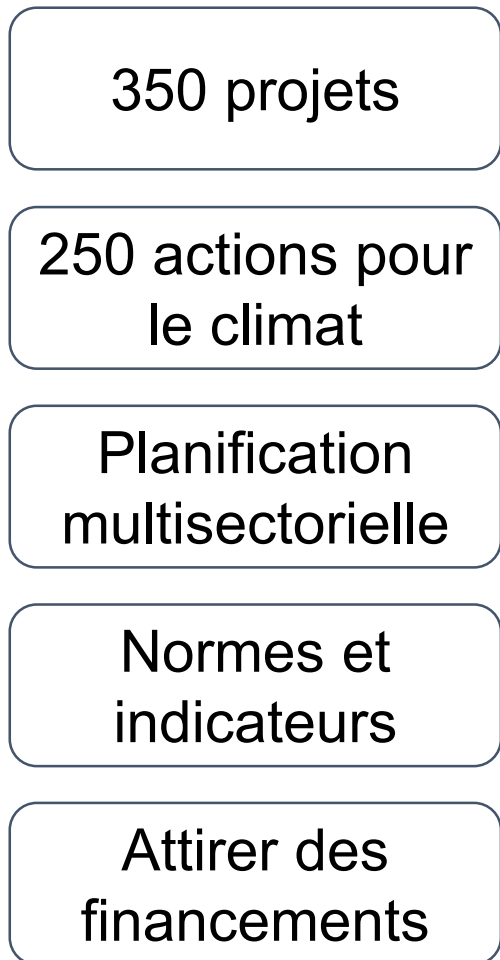 350 projets
250 actions pour
le climat
Planification
multisectorielle
Normes et
indicateurs
Attirer des
financements